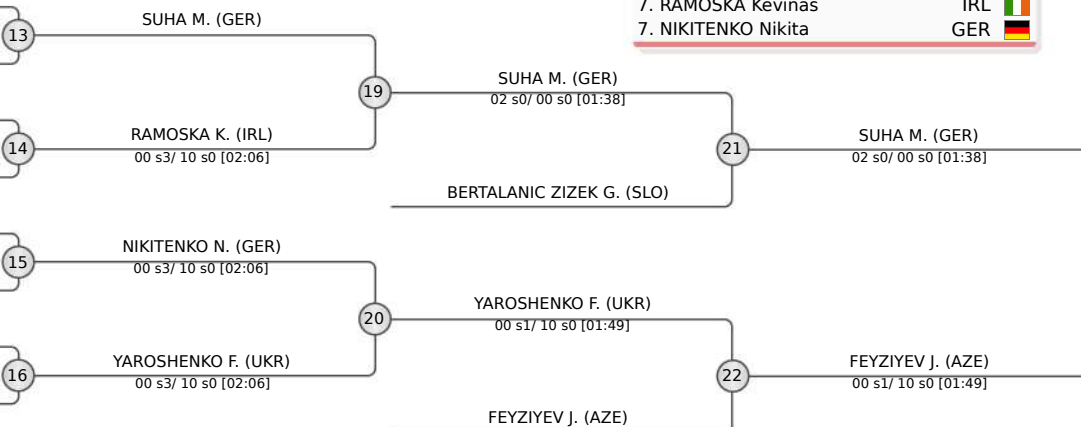 7. RAMOSKA Kevinas IRL
7. NIKITENKO Nikita GER
SUHA M. (GER)
13
SUHA M. (GER)
19
02 s0/ 00 s0 [01:38]
RAMOSKA K. (IRL)
14
00 s3/ 10 s0 [02:06]
SUHA M. (GER)
21
02 s0/ 00 s0 [01:38]
BERTALANIC ZIZEK G. (SLO)
NIKITENKO N. (GER)
15
00 s3/ 10 s0 [02:06]
YAROSHENKO F. (UKR)
20
00 s1/ 10 s0 [01:49]
YAROSHENKO F. (UKR)
16
00 s3/ 10 s0 [02:06]
FEYZIYEV J. (AZE)
22
00 s1/ 10 s0 [01:49]
FEYZIYEV J. (AZE)